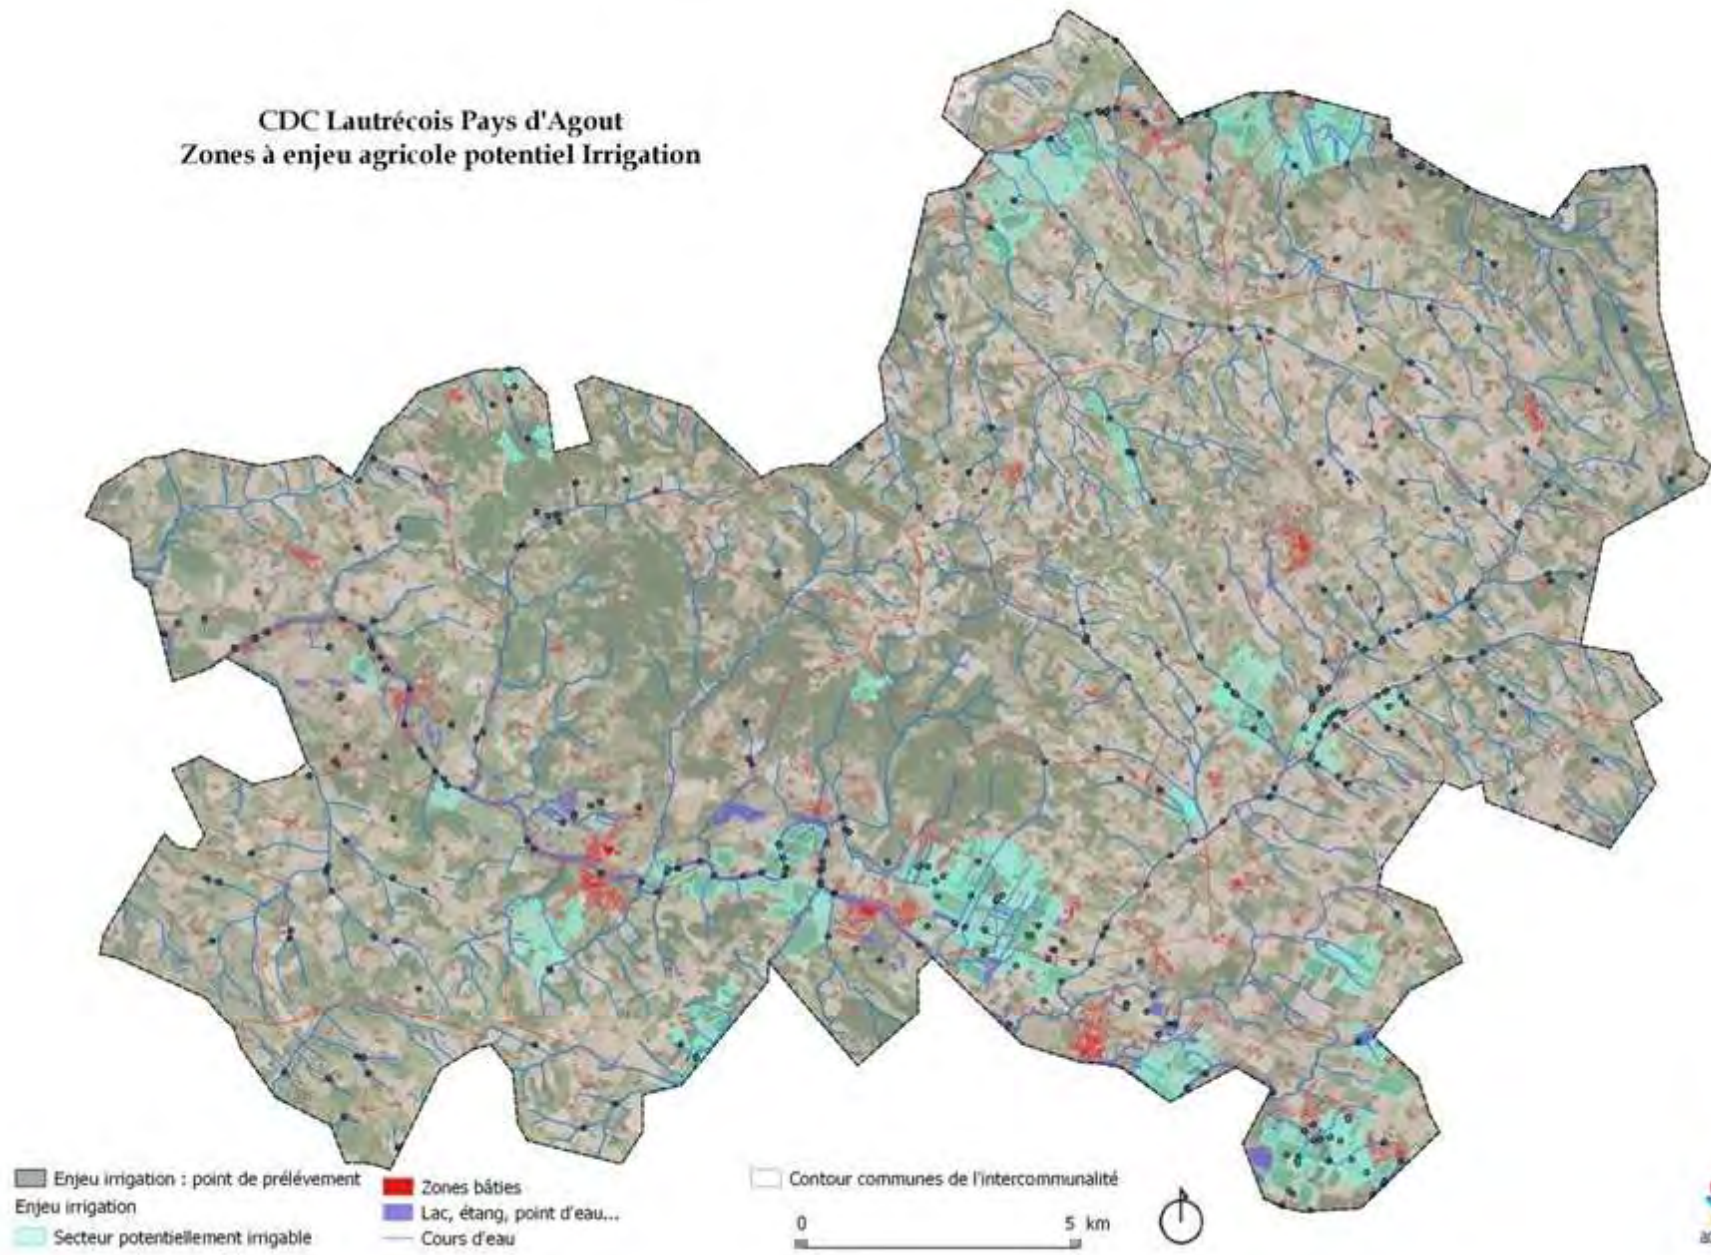 CDC Lautrécois Pays d'Agout
Zones à enjeu agricole potentiel Irrigation
Enjeu irrigation : point de prélévement
Enjeu irrigation
Secteur potentiellement irrigable
Zones bâties
Lac, étang, point d'eau...
Cours d'eau
Contour communes de l'intercommunalité
0 5 km